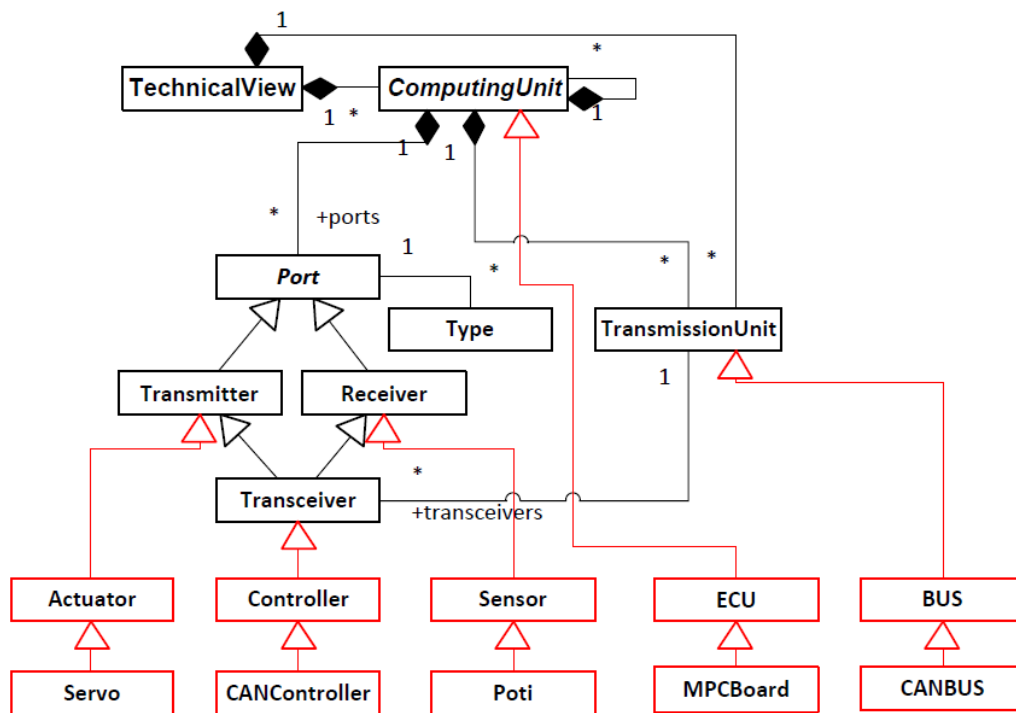 1
*
TechnicalView
ComputingUnit
1
*
1
1
1
*
+ports
1
*
*
*
Port
Type
TransmissionUnit
1
Transmitter
Receiver
*
Transceiver
+transceivers
Actuator
Controller
Sensor
ECU
BUS
Servo
CANController
Poti
MPCBoard
CANBUS